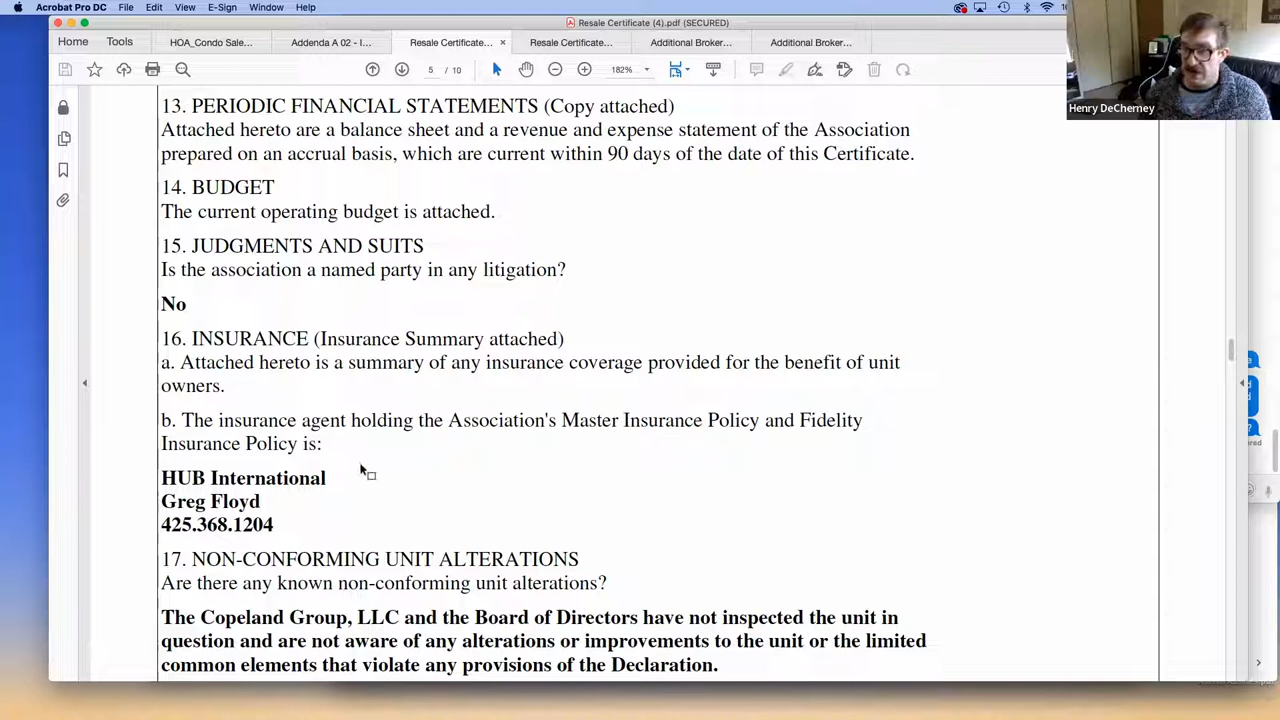 Acrobat Pro DC File Edit View E-Sign Window Help
Resale Certificate (4).pdf (SECURED)
Home Tools HOA_Condo Sale... Addenda A 02 - I... Resale Certificate... × Resale Certificate... Additional Broker... Additional Broker...
5 / 10 182%
Henry DeCherney
13. PERIODIC FINANCIAL STATEMENTS (Copy attached)
Attached hereto are a balance sheet and a revenue and expense statement of the Association
prepared on an accrual basis, which are current within 90 days of the date of this Certificate.
14. BUDGET
The current operating budget is attached.
15. JUDGMENTS AND SUITS
Is the association a named party in any litigation?
No
16. INSURANCE (Insurance Summary attached)
a. Attached hereto is a summary of any insurance coverage provided for the benefit of unit
owners.
b. The insurance agent holding the Association's Master Insurance Policy and Fidelity
Insurance Policy is:
HUB International
Greg Floyd
425.368.1204
17. NON-CONFORMING UNIT ALTERATIONS
Are there any known non-conforming unit alterations?
The Copeland Group, LLC and the Board of Directors have not inspected the unit in
question and are not aware of any alterations or improvements to the unit or the limited
common elements that violate any provisions of the Declaration.